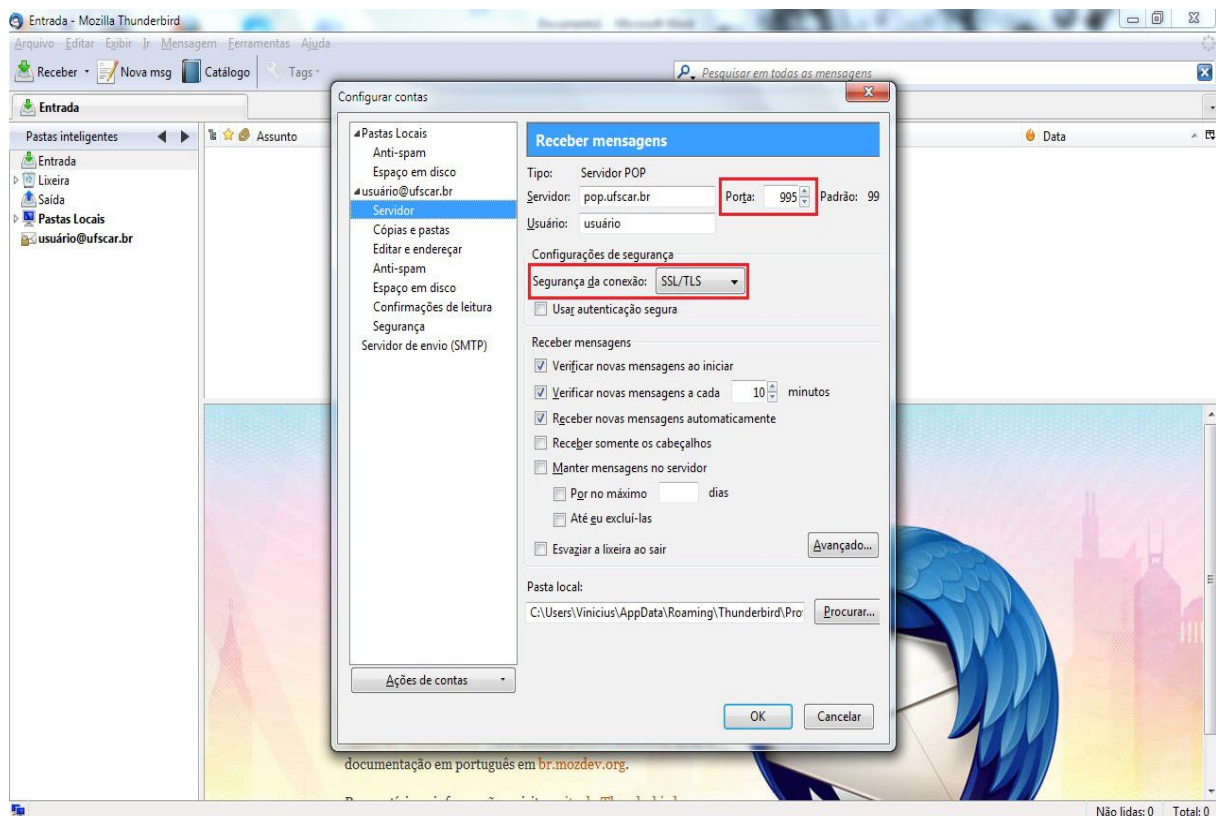 Entrada - Mozilla Thunderbird
Arquivo Editar Exibir Ir Mensagem Ferramentas Ajuda
Receber Nova msg Catálogo Tags
Pesquisar em todas as mensagens
Entrada
Pastas inteligentes
Assunto
Data
Entrada
Lixeira
Saída
Pastas Locais
usuário@ufscar.br
Configurar contas
Pastas Locais
Anti-spam
Espaço em disco
usuário@ufscar.br
Servidor
Cópias e pastas
Editar e endereçar
Anti-spam
Espaço em disco
Confirmações de leitura
Segurança
Servidor de envio (SMTP)
Ações de contas
Receber mensagens
Tipo: Servidor POP
Servidor: pop.ufscar.br Porta: 995 Padrão: 99
Usuário: usuário
Configurações de segurança
Segurança da conexão: SSL/TLS
Usar autenticação segura
Receber mensagens
Verificar novas mensagens ao iniciar
Verificar novas mensagens a cada 10 minutos
Receber novas mensagens automaticamente
Receber somente os cabeçalhos
Manter mensagens no servidor
Por no máximo dias
Até eu excluí-las
Esvaziar a lixeira ao sair
Avançado...
Pasta local:
C:\Users\Vinicius\AppData\Roaming\Thunderbird\Pro
Procurar...
OK Cancelar
documentação em português em br.mozdev.org.
Não lidas: 0 Total: 0